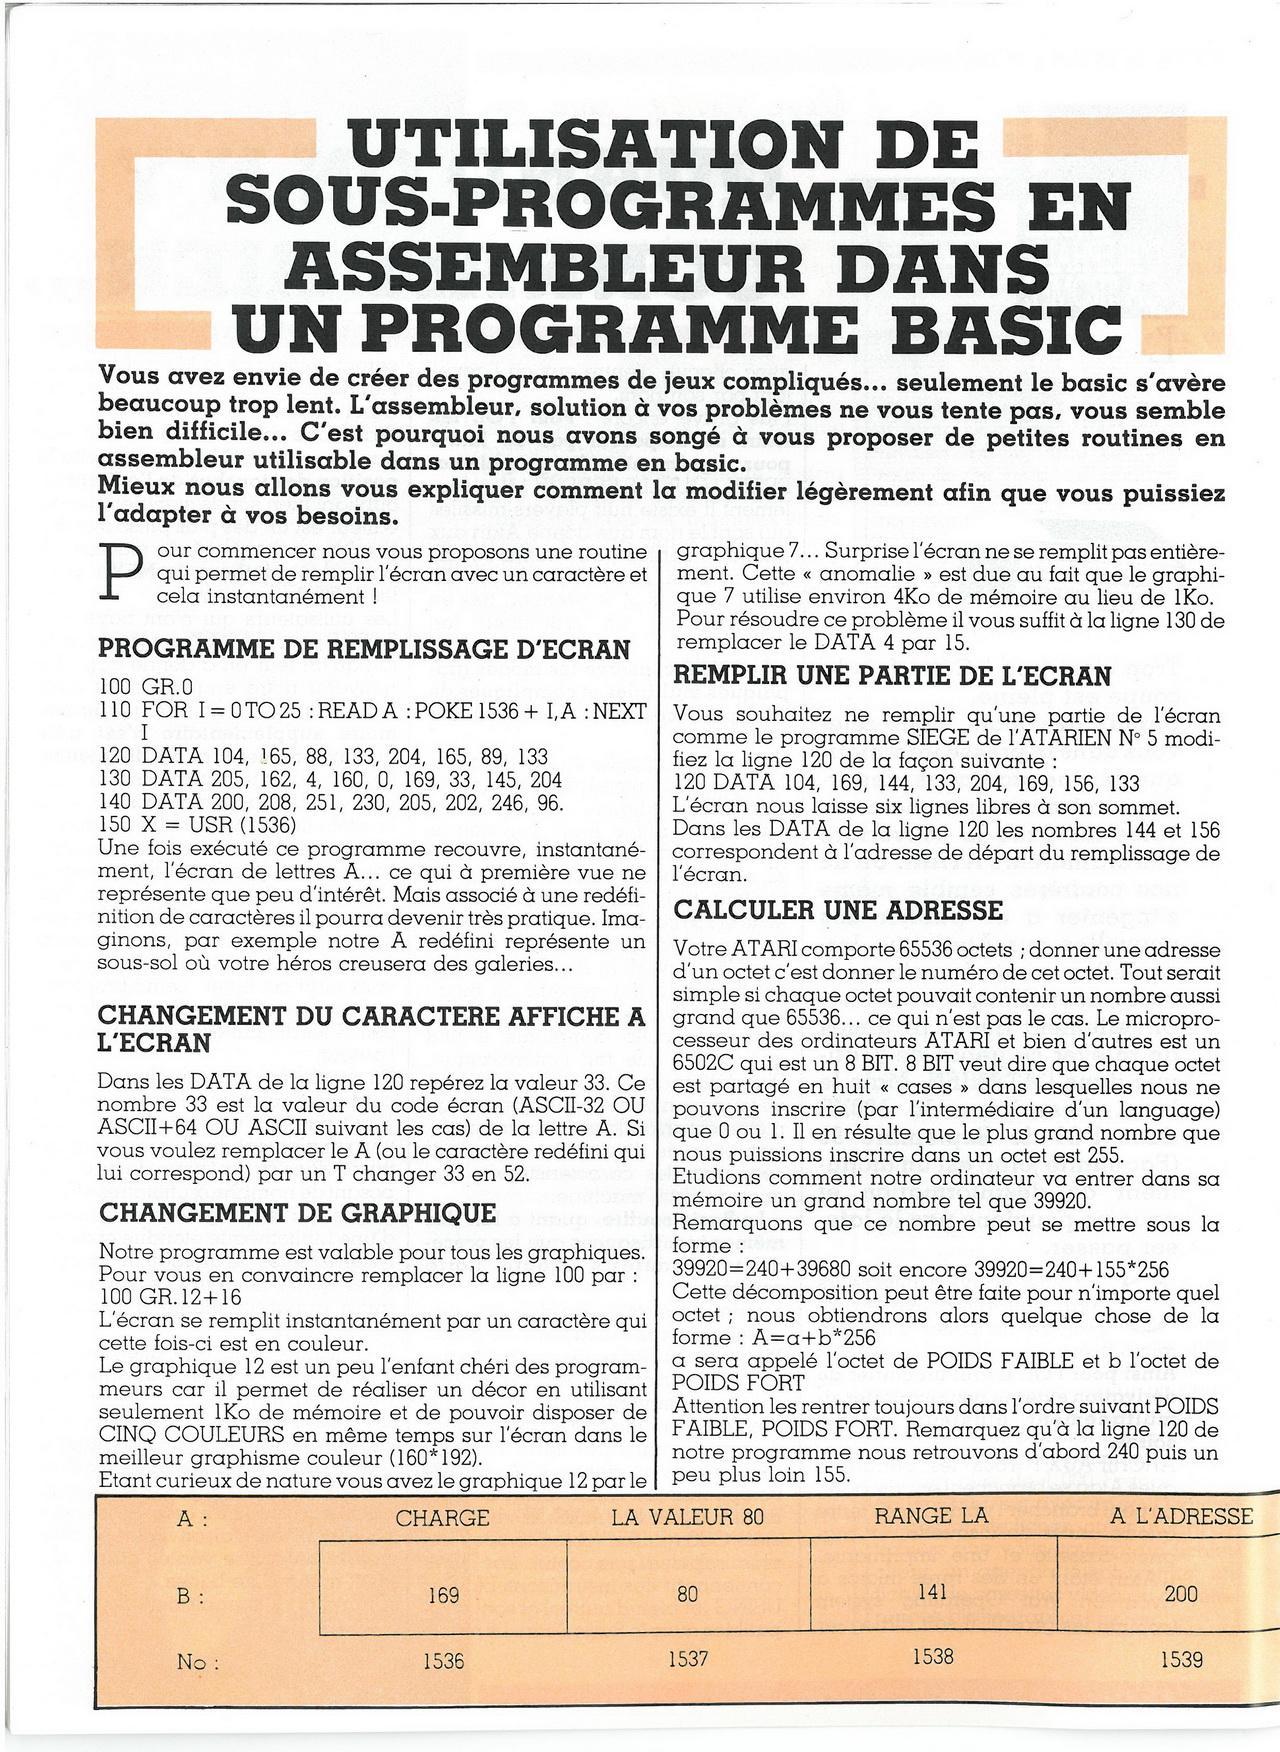 UTILISATION DE
SOUS-PROGRAMMES EN
ASSEMBLEUR DANS
UN PROGRAMME BASIC
Vous avez envie de créer des programmes de jeux compliqués... seulement le basic s'avère
beaucoup trop lent. L'assembleur, solution à vos problèmes ne vous tente pas, vous semble
bien difficile... C'est pourquoi nous avons songé à vous proposer de petites routines en
assembleur utilisable dans un programme en basic.
Mieux nous allons vous expliquer comment la modifier légèrement afin que vous puissiez
l'adapter à vos besoins.
Pour commencer nous vous proposons une routine
qui permet de remplir l'écran avec un caractère et
cela instantanément !
PROGRAMME DE REMPLISSAGE D'ECRAN
100 GR.0
110 FOR I = 0 TO 25 : READ A : POKE 1536 + I,A : NEXT
I
120 DATA 104, 165, 88, 133, 204, 165, 89, 133
130 DATA 205, 162, 4, 160, 0, 169, 33, 145, 204
140 DATA 200, 208, 251, 230, 205, 202, 246, 96.
150 X = USR (1536)
Une fois exécuté ce programme recouvre, instantané-
ment, l'écran de lettres A... ce qui à première vue ne
représente que peu d'intérêt. Mais associé à une redéfi-
nition de caractères il pourra devenir très pratique. Ima-
ginons, par exemple notre A redéfini représente un
sous-sol où votre héros creusera des galeries...
CHANGEMENT DU CARACTERE AFFICHE A
L'ECRAN
Dans les DATA de la ligne 120 repérez la valeur 33. Ce
nombre 33 est la valeur du code écran (ASCII-32 OU
ASCII+64 OU ASCII suivant les cas) de la lettre A. Si
vous voulez remplacer le A (ou le caractère redéfini qui
lui correspond) par un T changer 33 en 52.
CHANGEMENT DE GRAPHIQUE
Notre programme est valable pour tous les graphiques.
Pour vous en convaincre remplacer la ligne 100 par :
100 GR.12+16
L'écran se remplit instantanément par un caractère qui
cette fois-ci est en couleur.
Le graphique 12 est un peu l'enfant chéri des program-
meurs car il permet de réaliser un décor en utilisant
seulement 1Ko de mémoire et de pouvoir disposer de
CINQ COULEURS en même temps sur l'écran dans le
meilleur graphisme couleur (160*192).
Etant curieux de nature vous avez le graphique 12 par le
graphique 7... Surprise l'écran ne se remplit pas entière-
ment. Cette « anomalie » est due au fait que le graphi-
que 7 utilise environ 4Ko de mémoire au lieu de 1Ko.
Pour résoudre ce problème il vous suffit à la ligne 130 de
remplacer le DATA 4 par 15.
REMPLIR UNE PARTIE DE L'ECRAN
Vous souhaitez ne remplir qu'une partie de l'écran
comme le programme SIEGE de l'ATARIEN N° 5 modi-
fiez la ligne 120 de la façon suivante :
120 DATA 104, 169, 144, 133, 204, 169, 156, 133
L'écran nous laisse six lignes libres à son sommet.
Dans les DATA de la ligne 120 les nombres 144 et 156
correspondent à l'adresse de départ du remplissage de
l'écran.
CALCULER UNE ADRESSE
Votre ATARI comporte 65536 octets ; donner une adresse
d'un octet c'est donner le numéro de cet octet. Tout serait
simple si chaque octet pouvait contenir un nombre aussi
grand que 65536... ce qui n'est pas le cas. Le micropro-
cesseur des ordinateurs ATARI et bien d'autres est un
6502C qui est un 8 BIT. 8 BIT veut dire que chaque octet
est partagé en huit « cases » dans lesquelles nous ne
pouvons inscrire (par l'intermédiaire d'un language)
que 0 ou 1. Il en résulte que le plus grand nombre que
nous puissions inscrire dans un octet est 255.
Etudions comment notre ordinateur va entrer dans sa
mémoire un grand nombre tel que 39920.
Remarquons que ce nombre peut se mettre sous la
forme :
39920=240+39680 soit encore 39920=240+155*256
Cette décomposition peut être faite pour n'importe quel
octet ; nous obtiendrons alors quelque chose de la
forme : A=a+b*256
a sera appelé l'octet de POIDS FAIBLE et b l'octet de
POIDS FORT
Attention les rentrer toujours dans l'ordre suivant POIDS
FAIBLE, POIDS FORT. Remarquez qu'à la ligne 120 de
notre programme nous retrouvons d'abord 240 puis un
peu plus loin 155.
A : CHARGE LA VALEUR 80 RANGE LA A L'ADRESSE
B : 169 80 141 200
No : 1536 1537 1538 1539